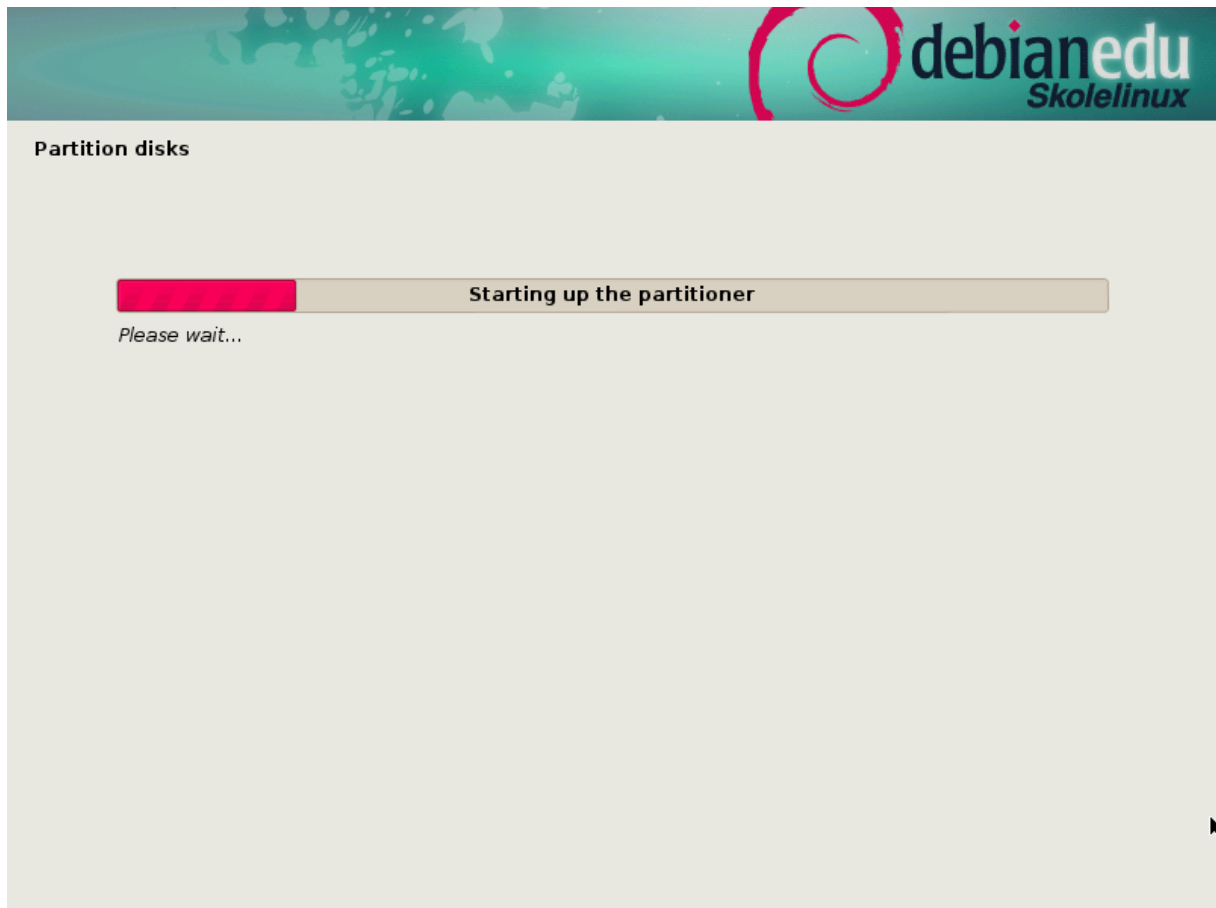 debianedu
Skolelinux
Partition disks
Starting up the partitioner
Please wait...